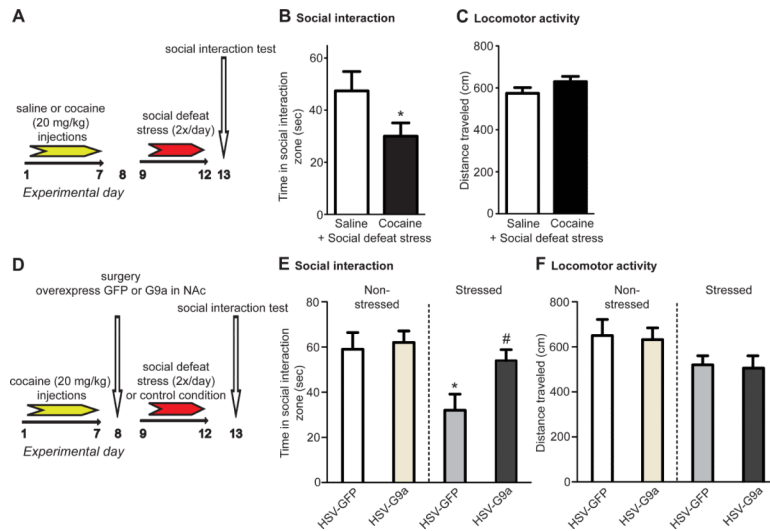 A
social interaction test
saline or cocaine
(20 mg/kg)
injections
social defeat
stress (2x/day)
1 7 8 9 12 13
Experimental day
B Social interaction
Time in social interaction
zone (sec)
60
40
20
0
*
Saline Cocaine
+ Social defeat stress
C Locomotor activity
Distance traveled (cm)
800
600
400
200
0
Saline Cocaine
+ Social defeat stress
D
surgery
overexpress GFP or G9a in NAc
social interaction test
cocaine (20 mg/kg)
injections
social defeat
stress (2x/day)
or control condition
1 7 8 9 12 13
Experimental day
E Social interaction
Non-
stressed
Stressed
Time in social interaction
zone (sec)
80
60
40
20
0
*
#
HSV-GFP
HSV-G9a
HSV-GFP
HSV-G9a
F Locomotor activity
Non-
stressed
Stressed
Distance traveled (cm)
800
600
400
200
0
HSV-GFP
HSV-G9a
HSV-GFP
HSV-G9a